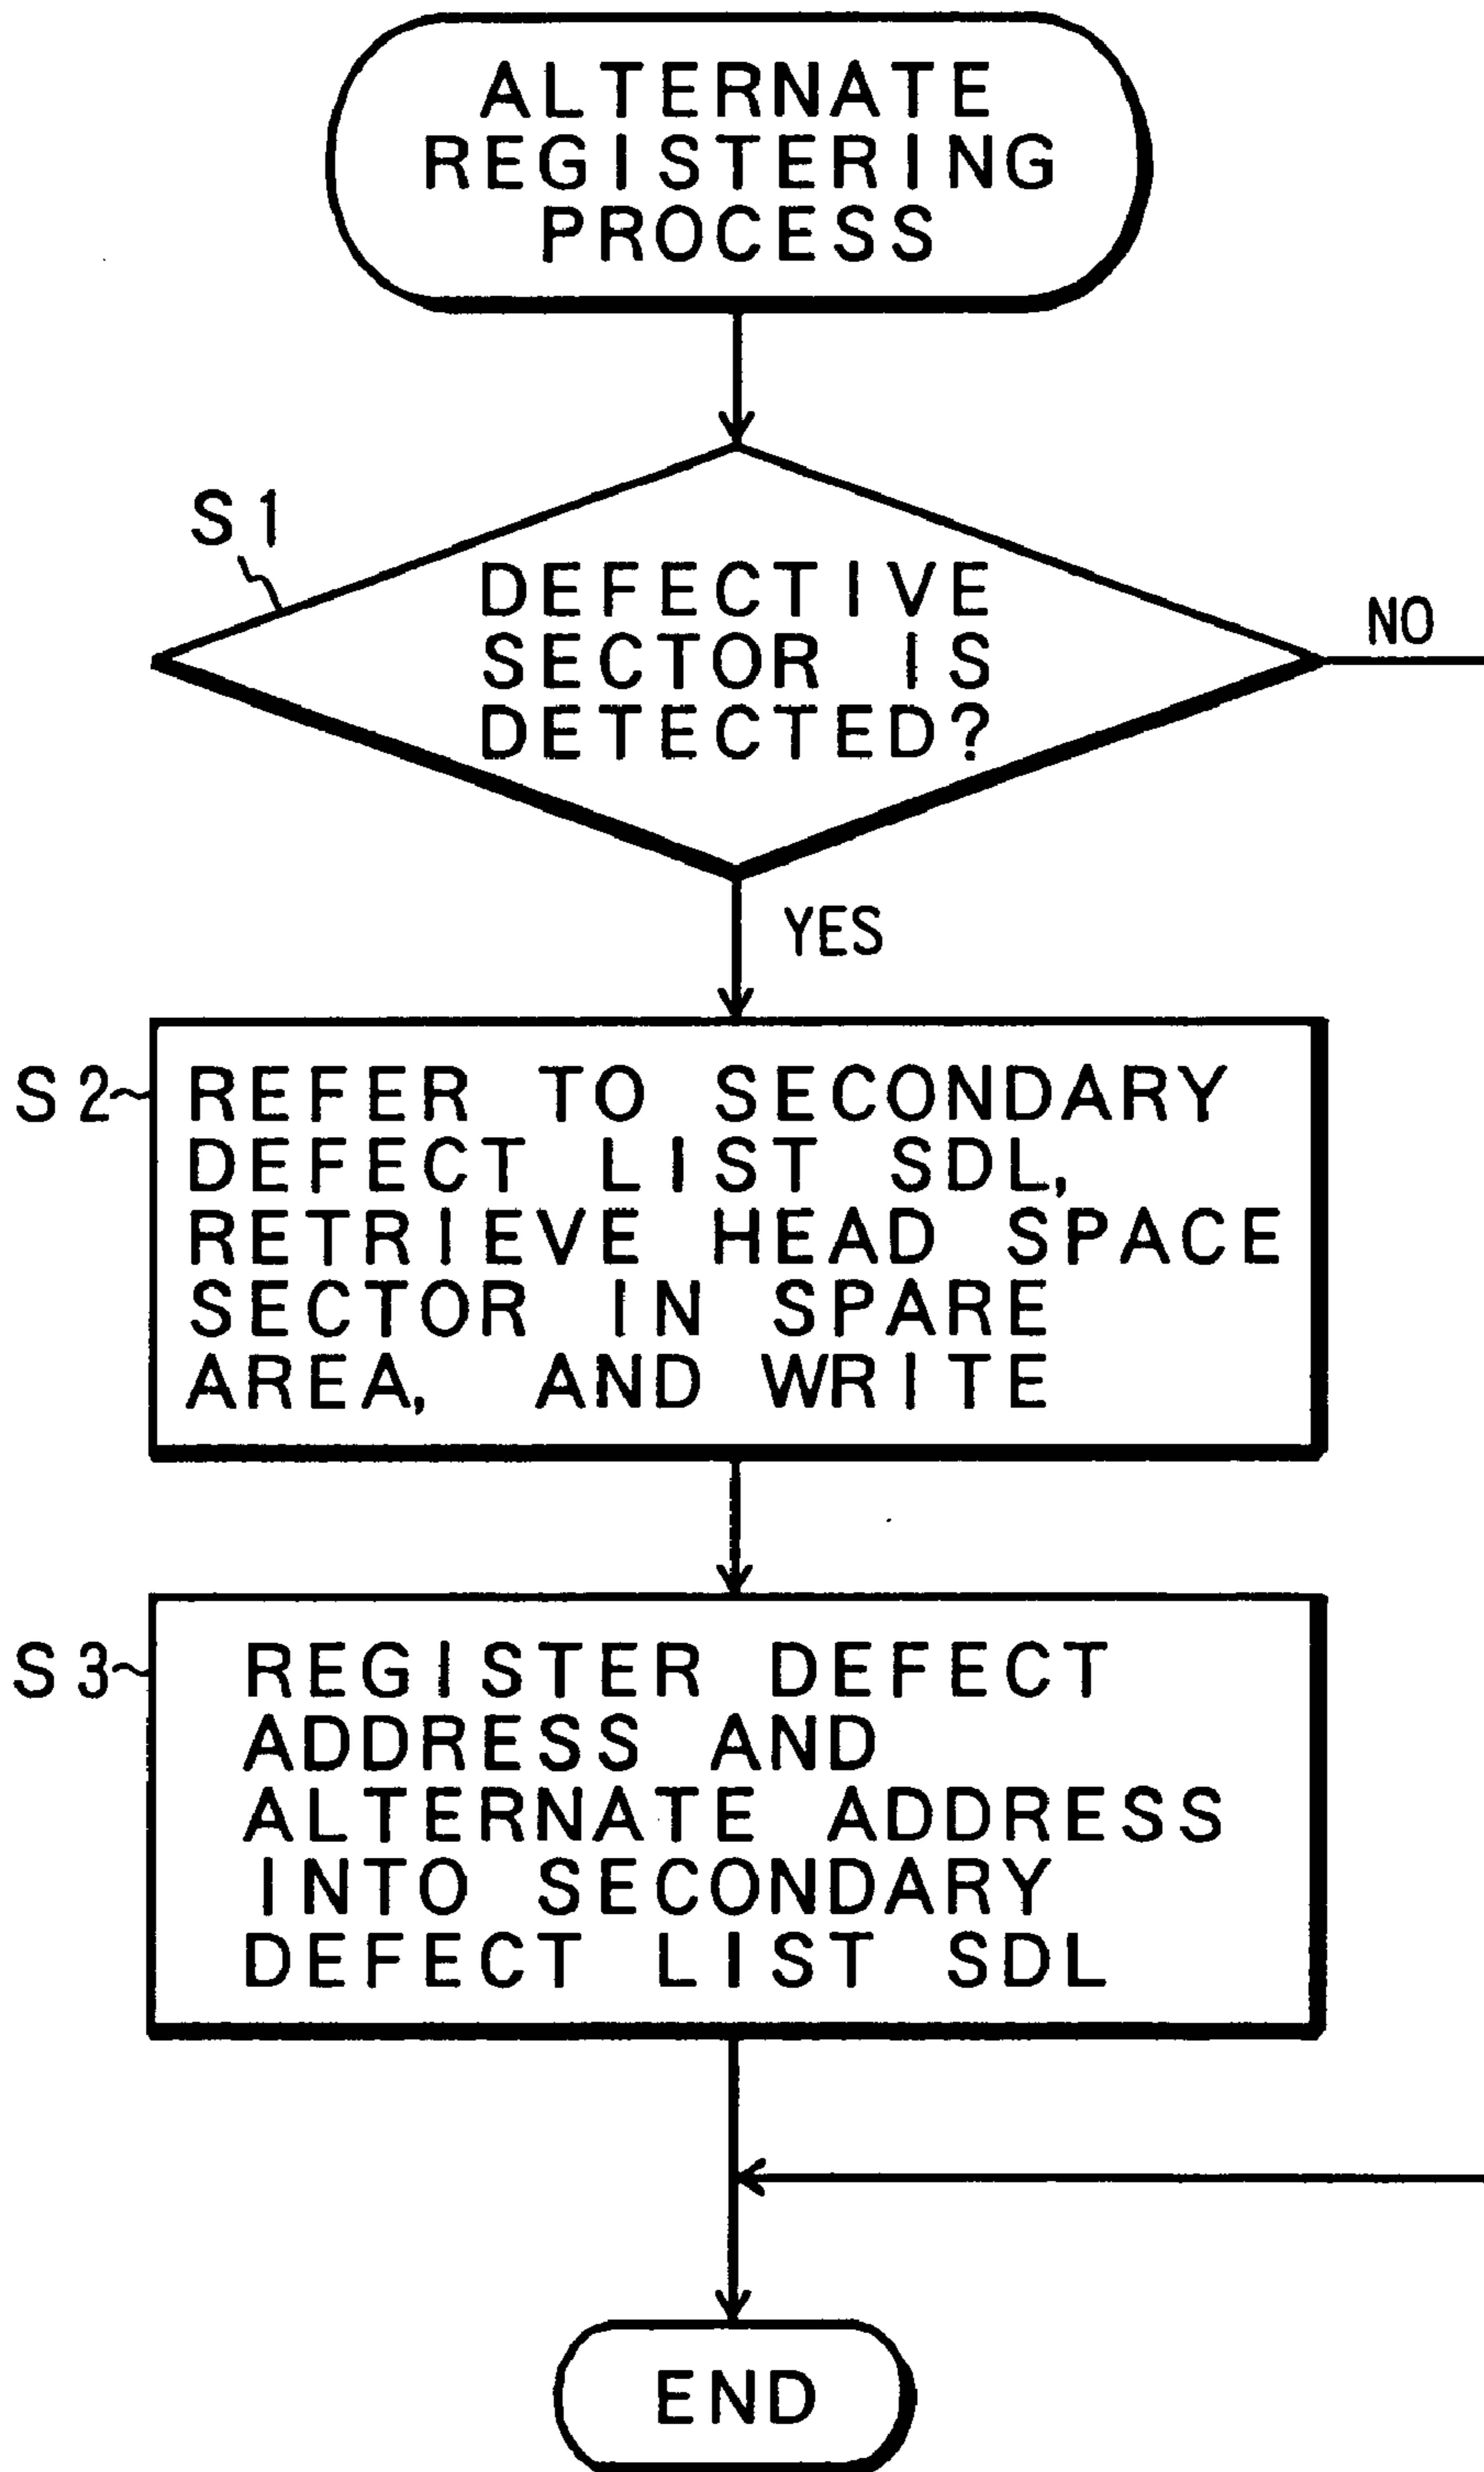 ALTERNATE
REGISTERING
PROCESS
S1
DEFECTIVE
SECTOR IS
DETECTED?
NO
YES
S2
REFER TO SECONDARY
DEFECT LIST SDL,
RETRIEVE HEAD SPACE
SECTOR IN SPARE
AREA, AND WRITE
S3
REGISTER DEFECT
ADDRESS AND
ALTERNATE ADDRESS
INTO SECONDARY
DEFECT LIST SDL
END